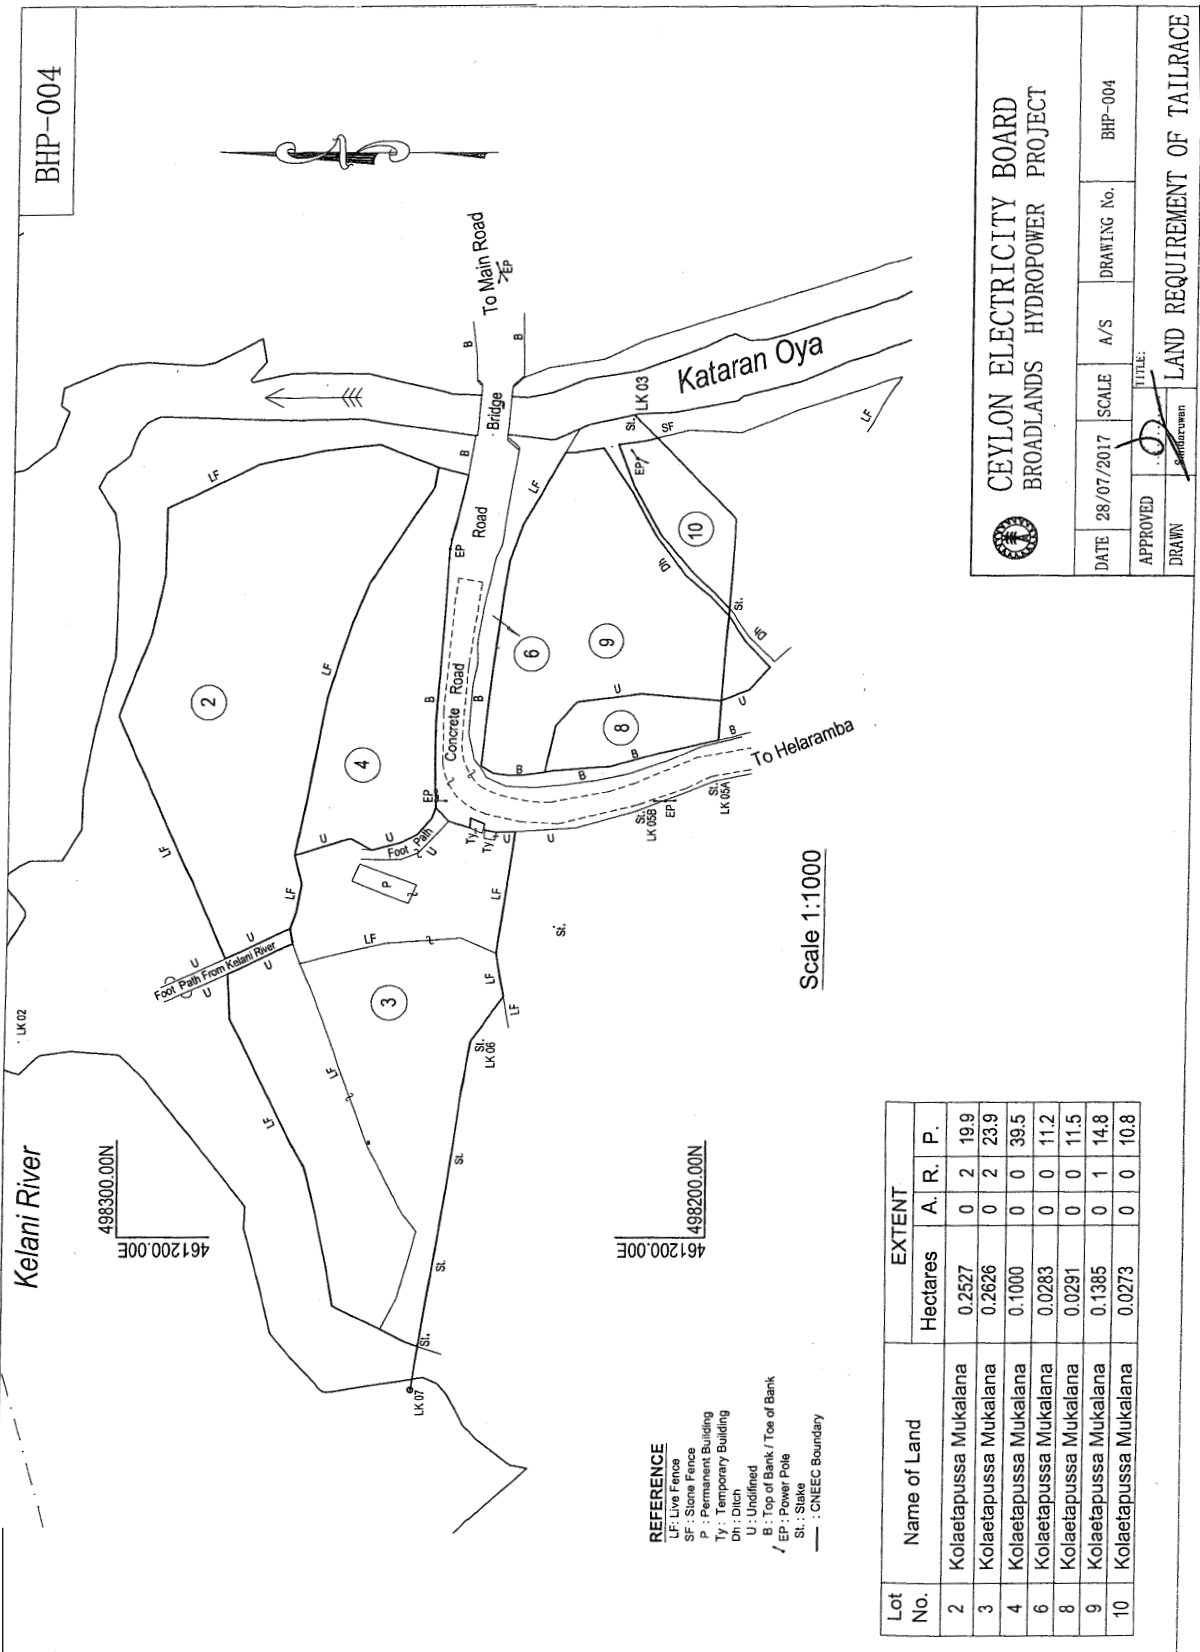 BHP-004
Kelani River
LK 02
498300.00N
461200.00E
498200.00N
461200.00E
Foot Path From Kelani River
U
U
U
U
LF
LF
LF
LF
LF
LF
LF
LF
LF
LF
LF
2
3
4
6
8
9
10
P
Foot Path
U
U
U
U
U
Ty
Ty
EP
EP
EP
EP
EP
B
B
B
B
B
B
B
B
B
B
Concrete Road
Road
Bridge
To Main Road
Kataran Oya
LK 03
St.
SF
LF
Dh
Dh
St.
U
U
To Helaramba
St.
LK 05A
St.
LK 05B
St.
St.
LK 06
St.
St.
St.
LK 07
Scale 1:1000
REFERENCE
LF: Live Fence
SF : Stone Fence
P : Permanent Building
Ty : Temporary Building
Dh : Ditch
U : Undifined
B : Top of Bank / Toe of Bank
EP : Power Pole
St. : Stake
: CNEEC Boundary
Lot No. Name of Land EXTENT
Hectares A. R. P.
2 Kolaetapussa Mukalana 0.2527 0 2 19.9
3 Kolaetapussa Mukalana 0.2626 0 2 23.9
4 Kolaetapussa Mukalana 0.1000 0 0 39.5
6 Kolaetapussa Mukalana 0.0283 0 0 11.2
8 Kolaetapussa Mukalana 0.0291 0 0 11.5
9 Kolaetapussa Mukalana 0.1385 0 1 14.8
10 Kolaetapussa Mukalana 0.0273 0 0 10.8
CEYLON ELECTRICITY BOARD
BROADLANDS HYDROPOWER PROJECT
DATE 28/07/2017 SCALE A/S DRAWING No. BHP-004
APPROVED TITLE:
DRAWN Sandaruwan LAND REQUIREMENT OF TAILRACE